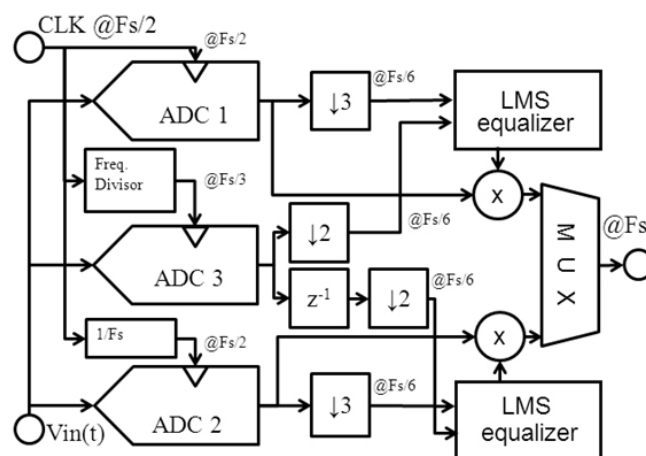 CLK @Fs/2
@Fs/2
ADC 1
↓3
@Fs/6
LMS
equalizer
Freq.
Divisor
@Fs/3
x
ADC 3
↓2
@Fs/6
z⁻¹
↓2
@Fs/6
MUX
@Fs
1/Fs
@Fs/2
x
ADC 2
↓3
@Fs/6
LMS
equalizer
Vin(t)